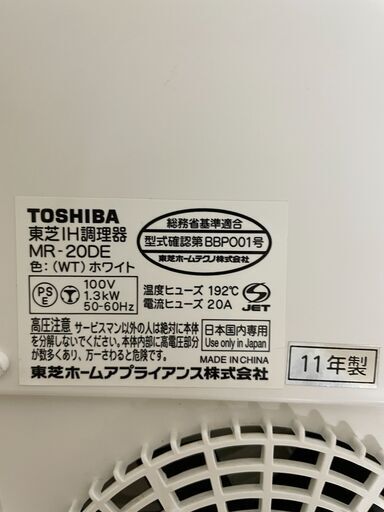 TOSHIBA
東芝IH調理器
MR-20DE
色:(WT)ホワイト
総務省基準適合
型式確認第BBP001号
東芝ホームテクノ株式会社
PS
E
T
100V
1.3kW
50-60Hz
温度ヒューズ 192℃
電流ヒューズ 20A
S
JET
高圧注意 サービスマン以外の人は絶対に本体
を分解しないでください。本体内部に高電圧部分
が数多くあり、万一さわると危険です。
日本国内専用
Use only in Japan
MADE IN CHINA
東芝ホームアプライアンス株式会社
11年製